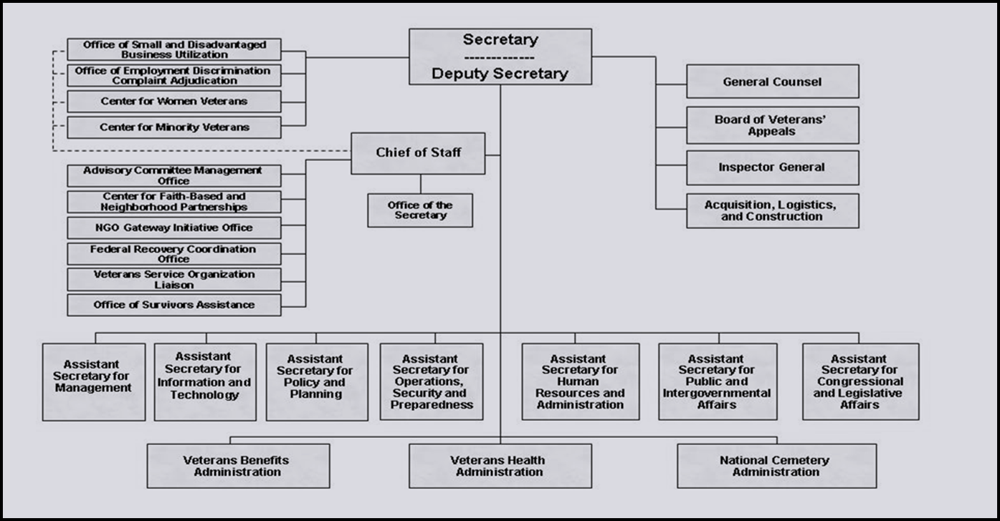 Secretary
-------------
Deputy Secretary
Office of Small and Disadvantaged
Business Utilization
Office of Employment Discrimination
Complaint Adjudication
Center for Women Veterans
Center for Minority Veterans
General Counsel
Board of Veterans’
Appeals
Inspector General
Acquisition, Logistics,
and Construction
Chief of Staff
Office of the
Secretary
Advisory Committee Management
Office
Center for Faith-Based and
Neighborhood Partnerships
NGO Gateway Initiative Office
Federal Recovery Coordination
Office
Veterans Service Organization
Liaison
Office of Survivors Assistance
Assistant
Secretary for
Management
Assistant
Secretary for
Information and
Technology
Assistant
Secretary for
Policy and
Planning
Assistant
Secretary for
Operations,
Security and
Preparedness
Assistant
Secretary for
Human
Resources and
Administration
Assistant
Secretary for
Public and
Intergovernmental
Affairs
Assistant
Secretary for
Congressional
and Legislative
Affairs
Veterans Benefits
Administration
Veterans Health
Administration
National Cemetery
Administration